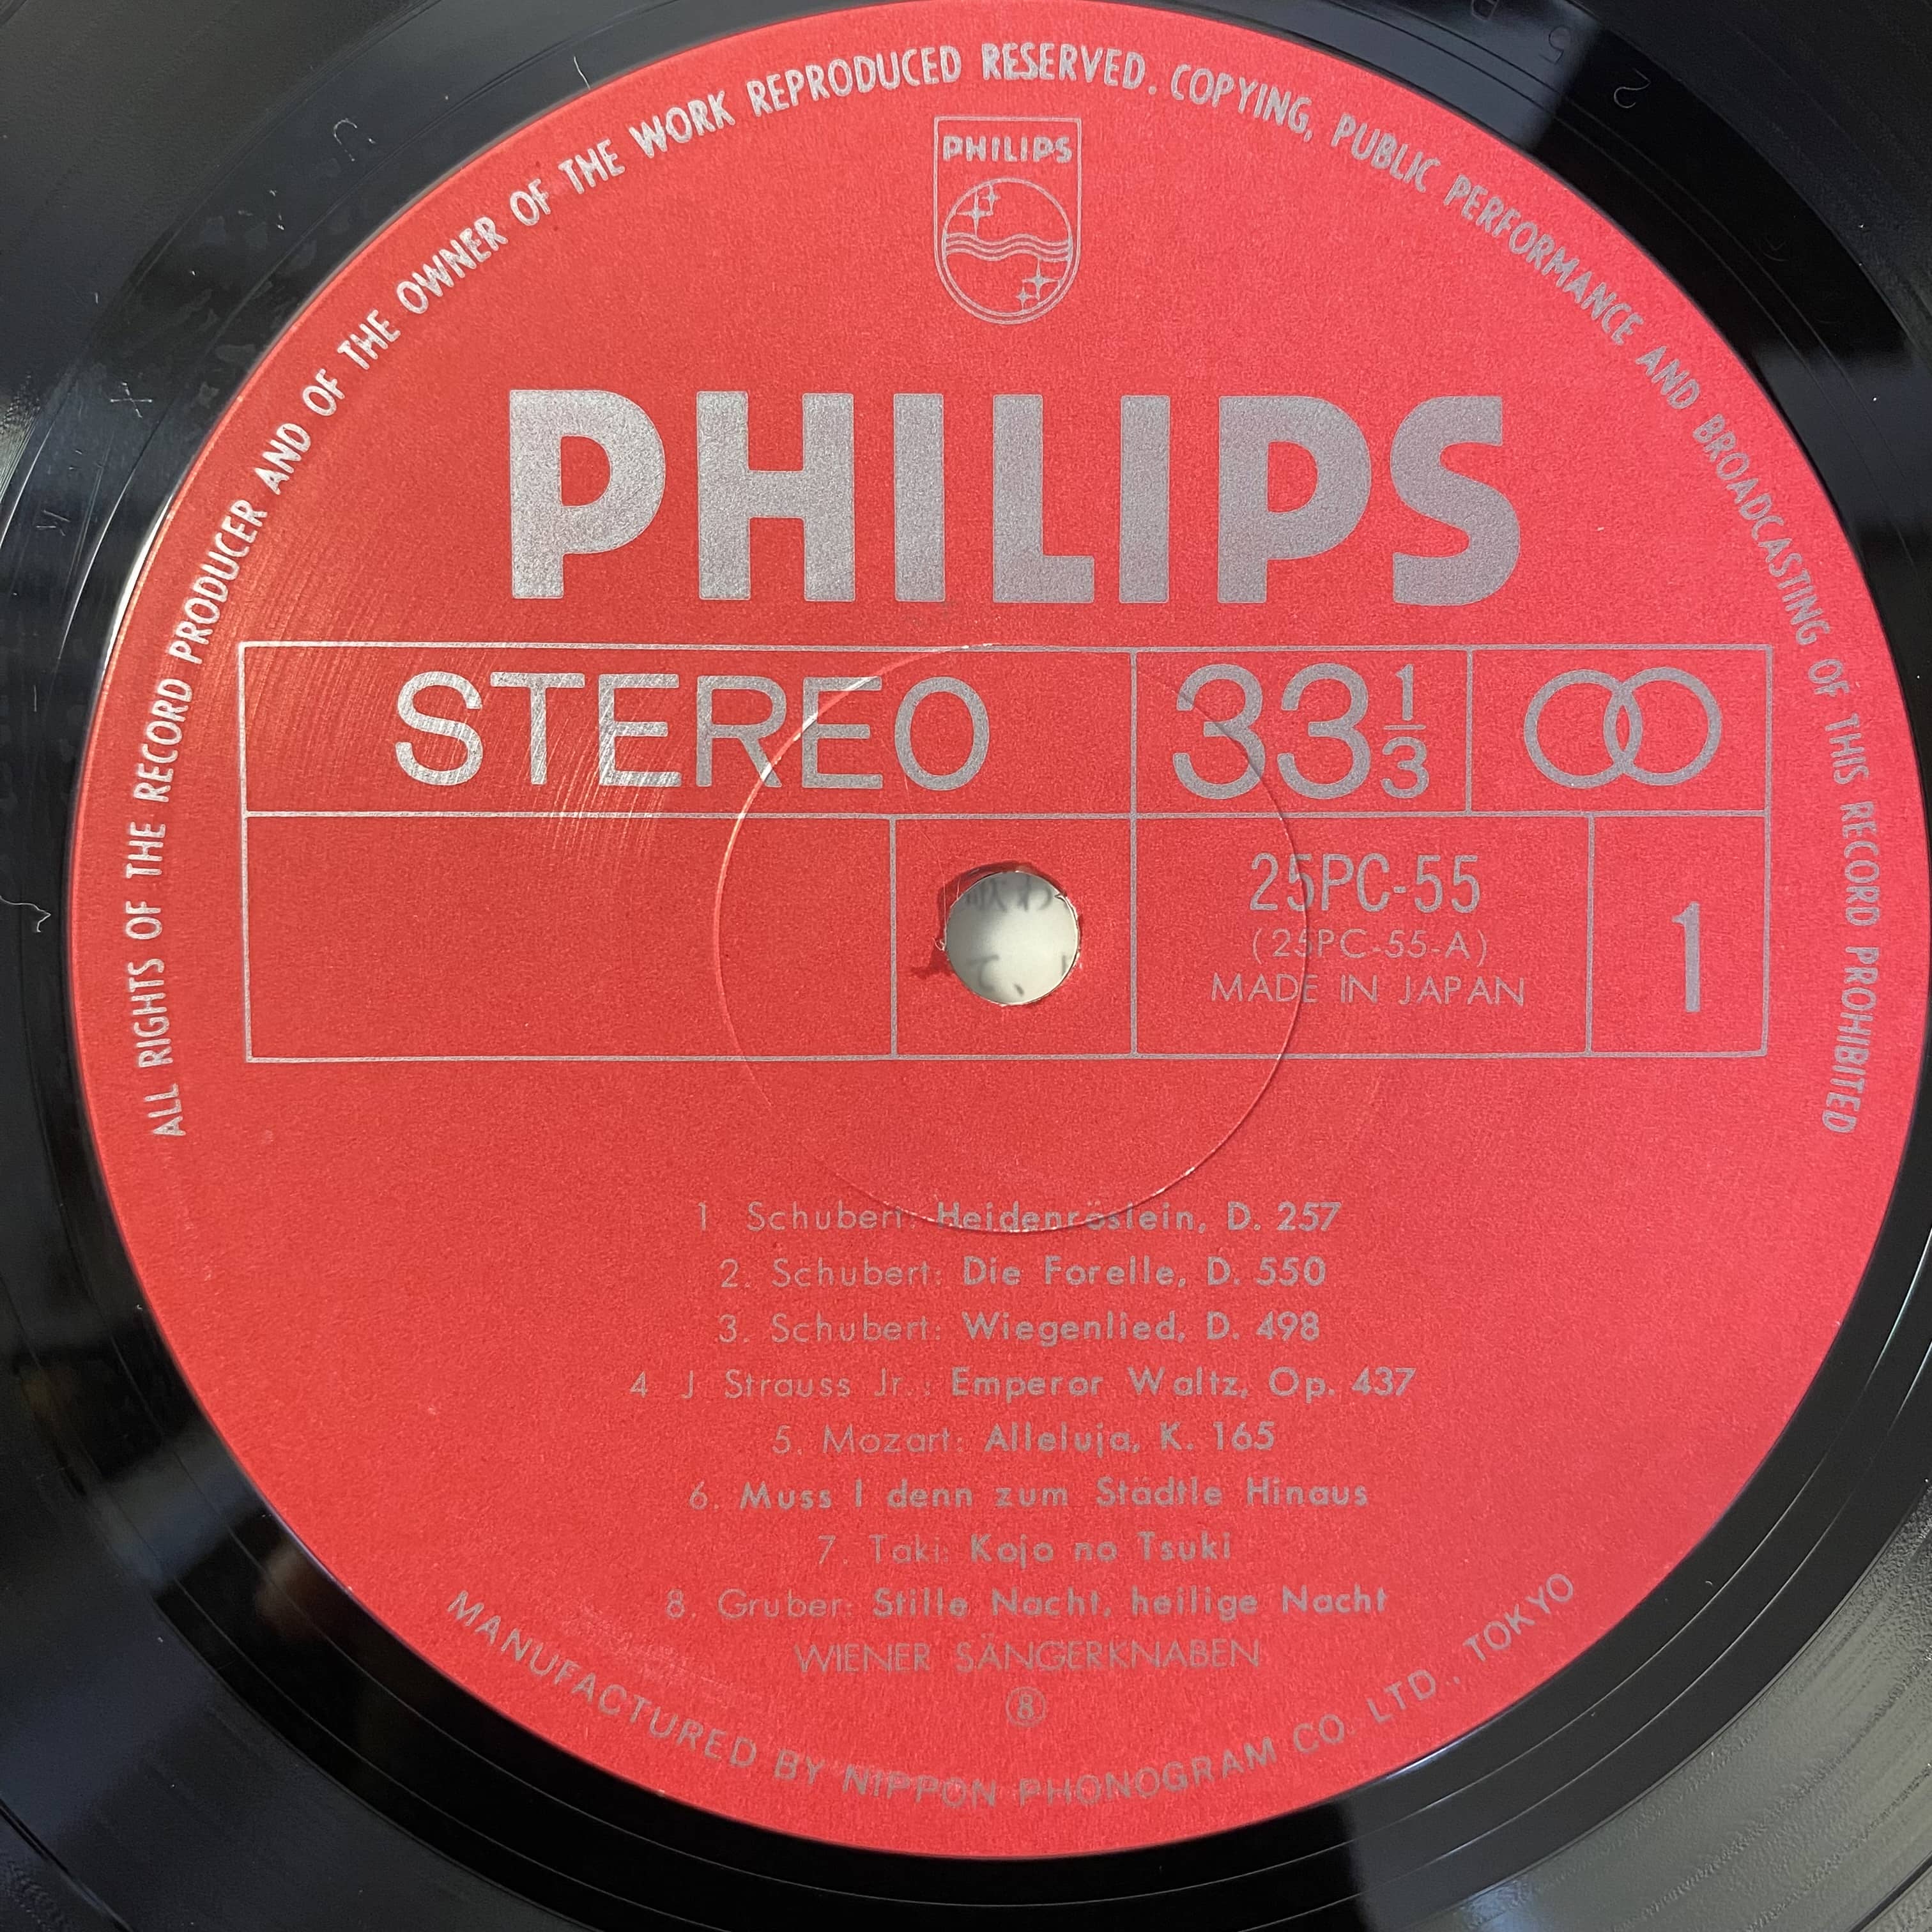 ALL RIGHTS OF THE RECORD PRODUCER AND OF THE OWNER OF THE WORK REPRODUCED RESERVED. COPYING, PUBLIC PERFORMANCE AND BROADCASTING OF THIS RECORD PROHIBITED
PHILIPS
PHILIPS
STEREO
33 1/3
25PC-55
(25PC-55-A)
MADE IN JAPAN
1
1 Schubert: Heidenröslein, D. 257
2. Schubert: Die Forelle, D. 550
3. Schubert: Wiegenlied, D. 498
4 J Strauss Jr.: Emperor Waltz, Op. 437
5. Mozart: Alleluja, K. 165
6. Muss I denn zum Städtle Hinaus
7. Taki: Kojo no Tsuki
8. Gruber: Stille Nacht, heilige Nacht
WIENER SÄNGERKNABEN
⑧
MANUFACTURED BY NIPPON PHONOGRAM CO. LTD., TOKYO